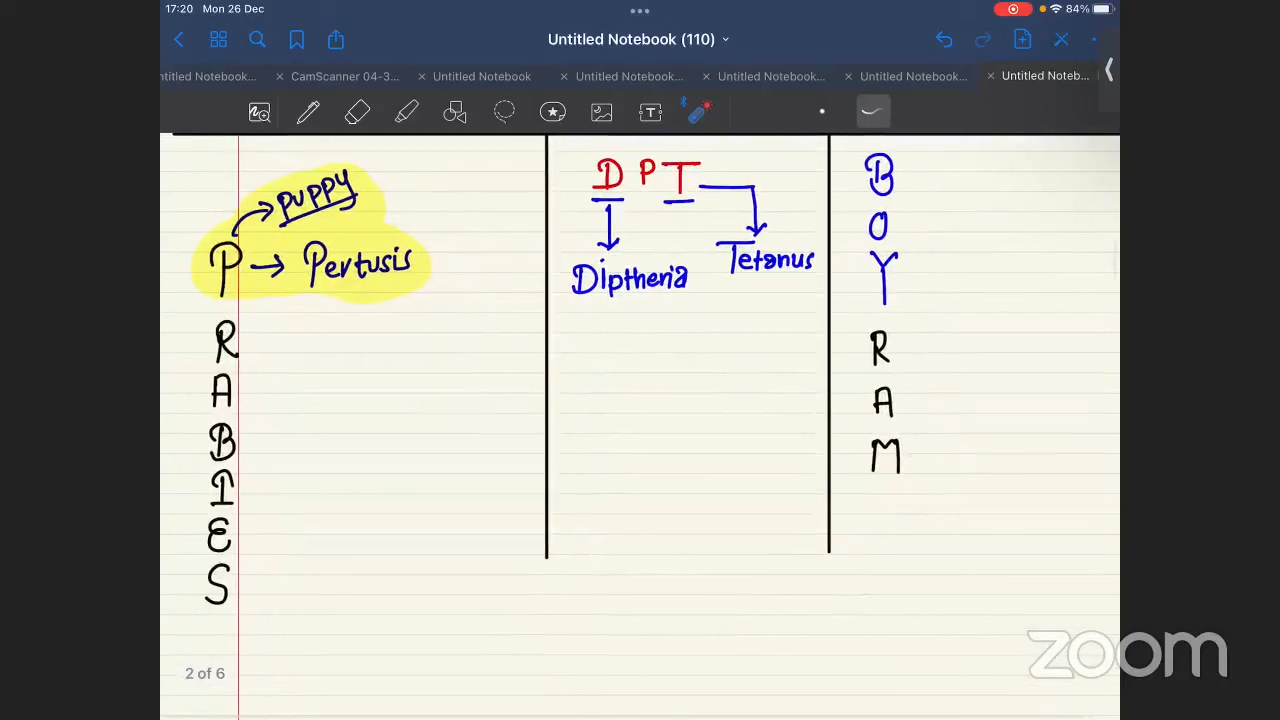 17:20 Mon 26 Dec
84%
Untitled Notebook (110)
ntitled Notebook...
CamScanner 04-3...
Untitled Notebook
Untitled Notebook...
Untitled Notebook...
Untitled Notebook...
Untitled Noteb...
puppy
P → Pertusis
R
A
B
I
E
S
D P T
Diptheria
Tetanus
B
O
Y
R
A
M
2 of 6
zoom